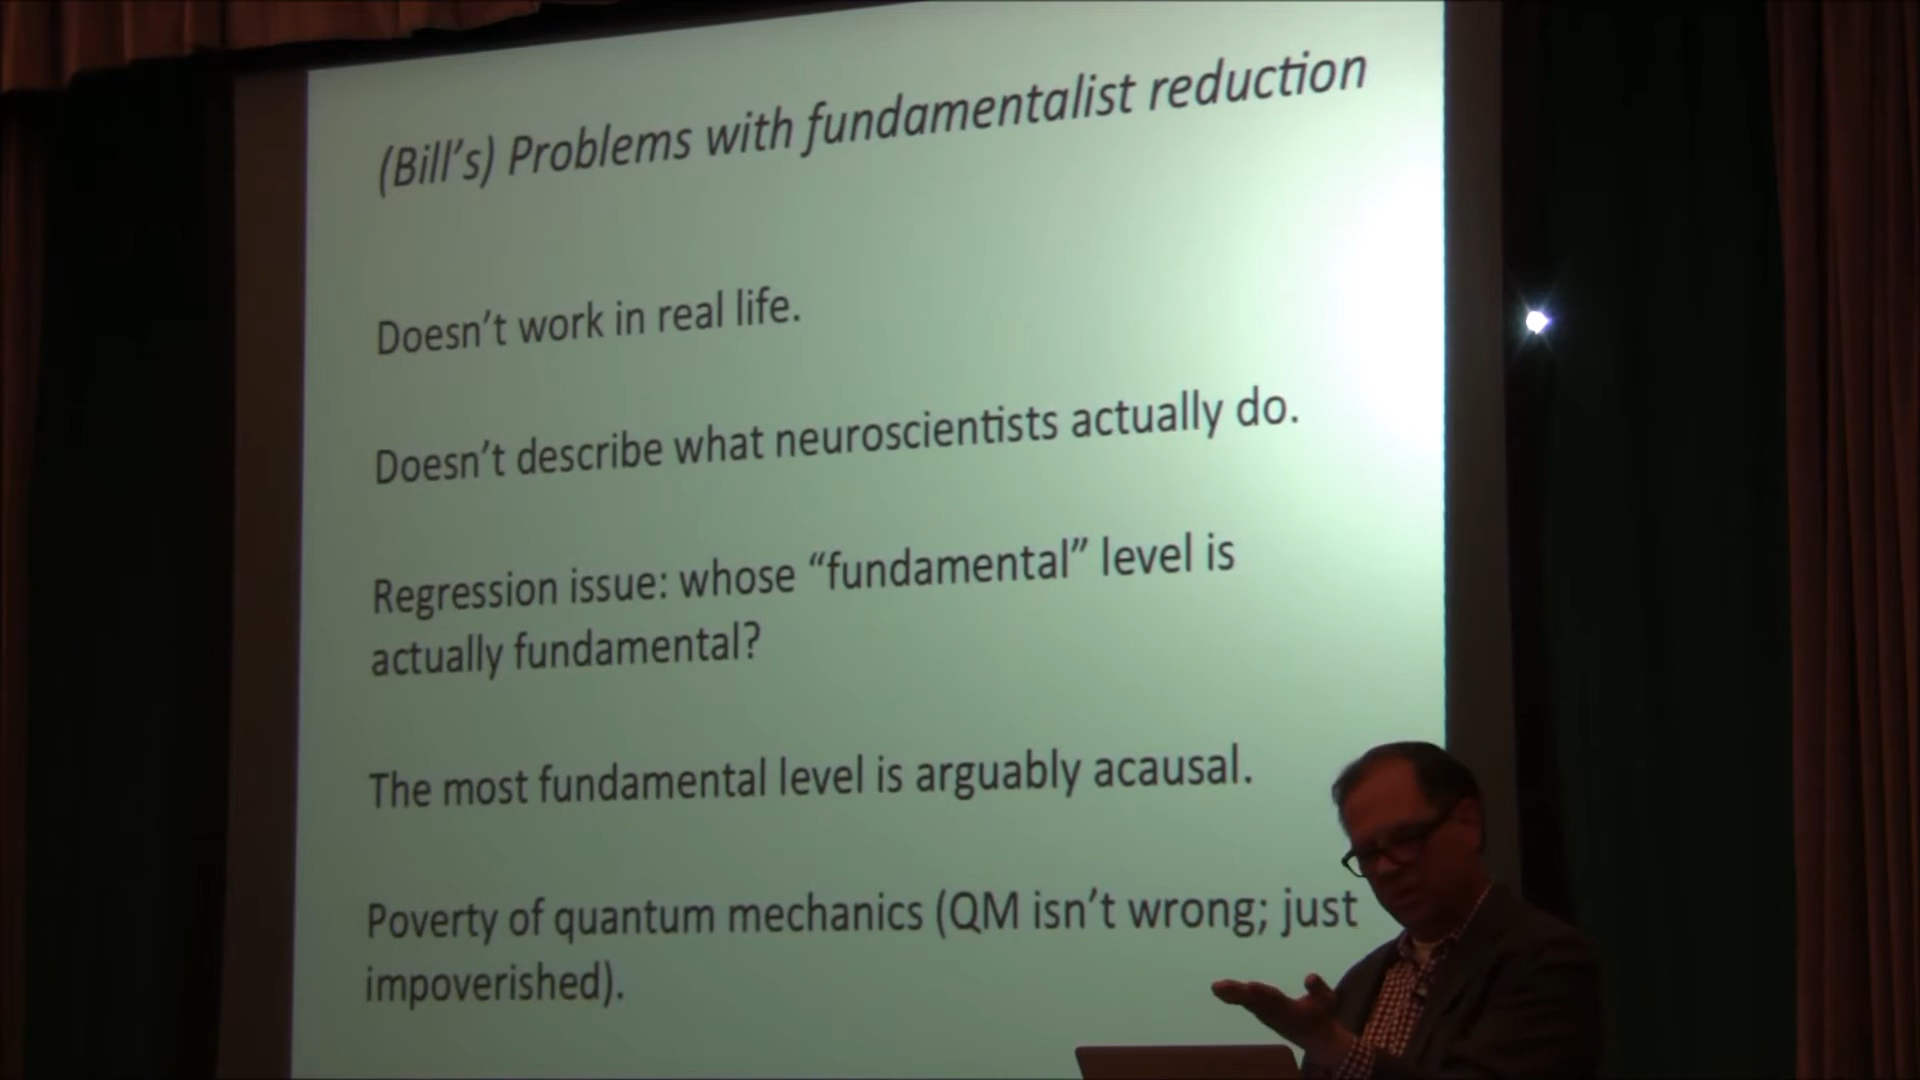 (Bill’s) Problems with fundamentalist reduction
Doesn’t work in real life.
Doesn’t describe what neuroscientists actually do.
Regression issue: whose “fundamental” level is
actually fundamental?
The most fundamental level is arguably acausal.
Poverty of quantum mechanics (QM isn’t wrong; just
impoverished).